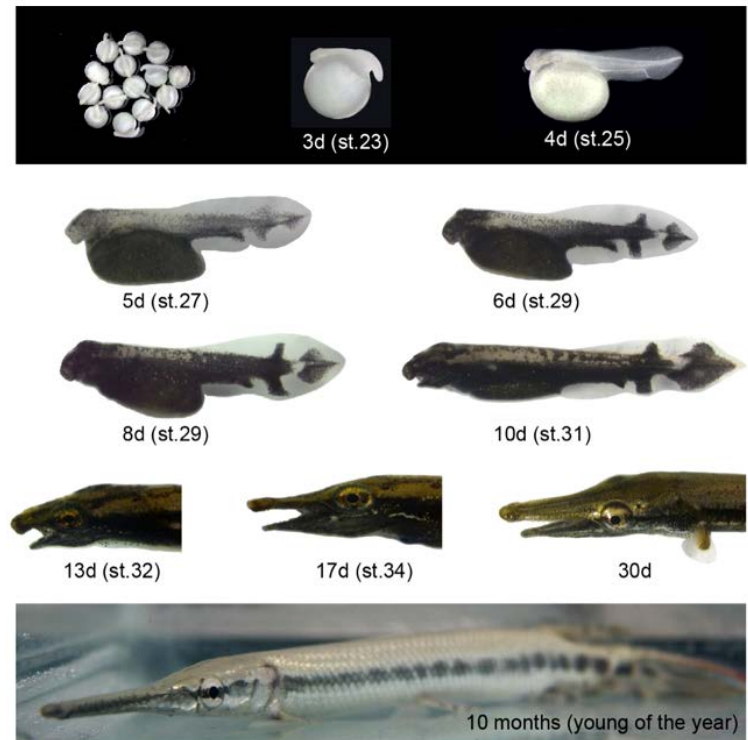 3d (st.23)
4d (st.25)
5d (st.27)
6d (st.29)
8d (st.29)
10d (st.31)
13d (st.32)
17d (st.34)
30d
10 months (young of the year)